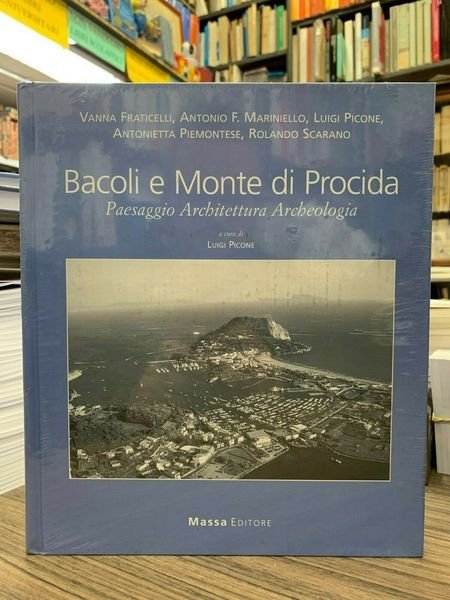 VANNA FRATICELLI, ANTONIO F. MARINIELLO, LUIGI PICONE,
ANTONIETTA PIEMONTESE, ROLANDO SCARANO
Bacoli e Monte di Procida
Paesaggio Architettura Archeologia
a cura di
LUIGI PICONE
Massa EDITORE